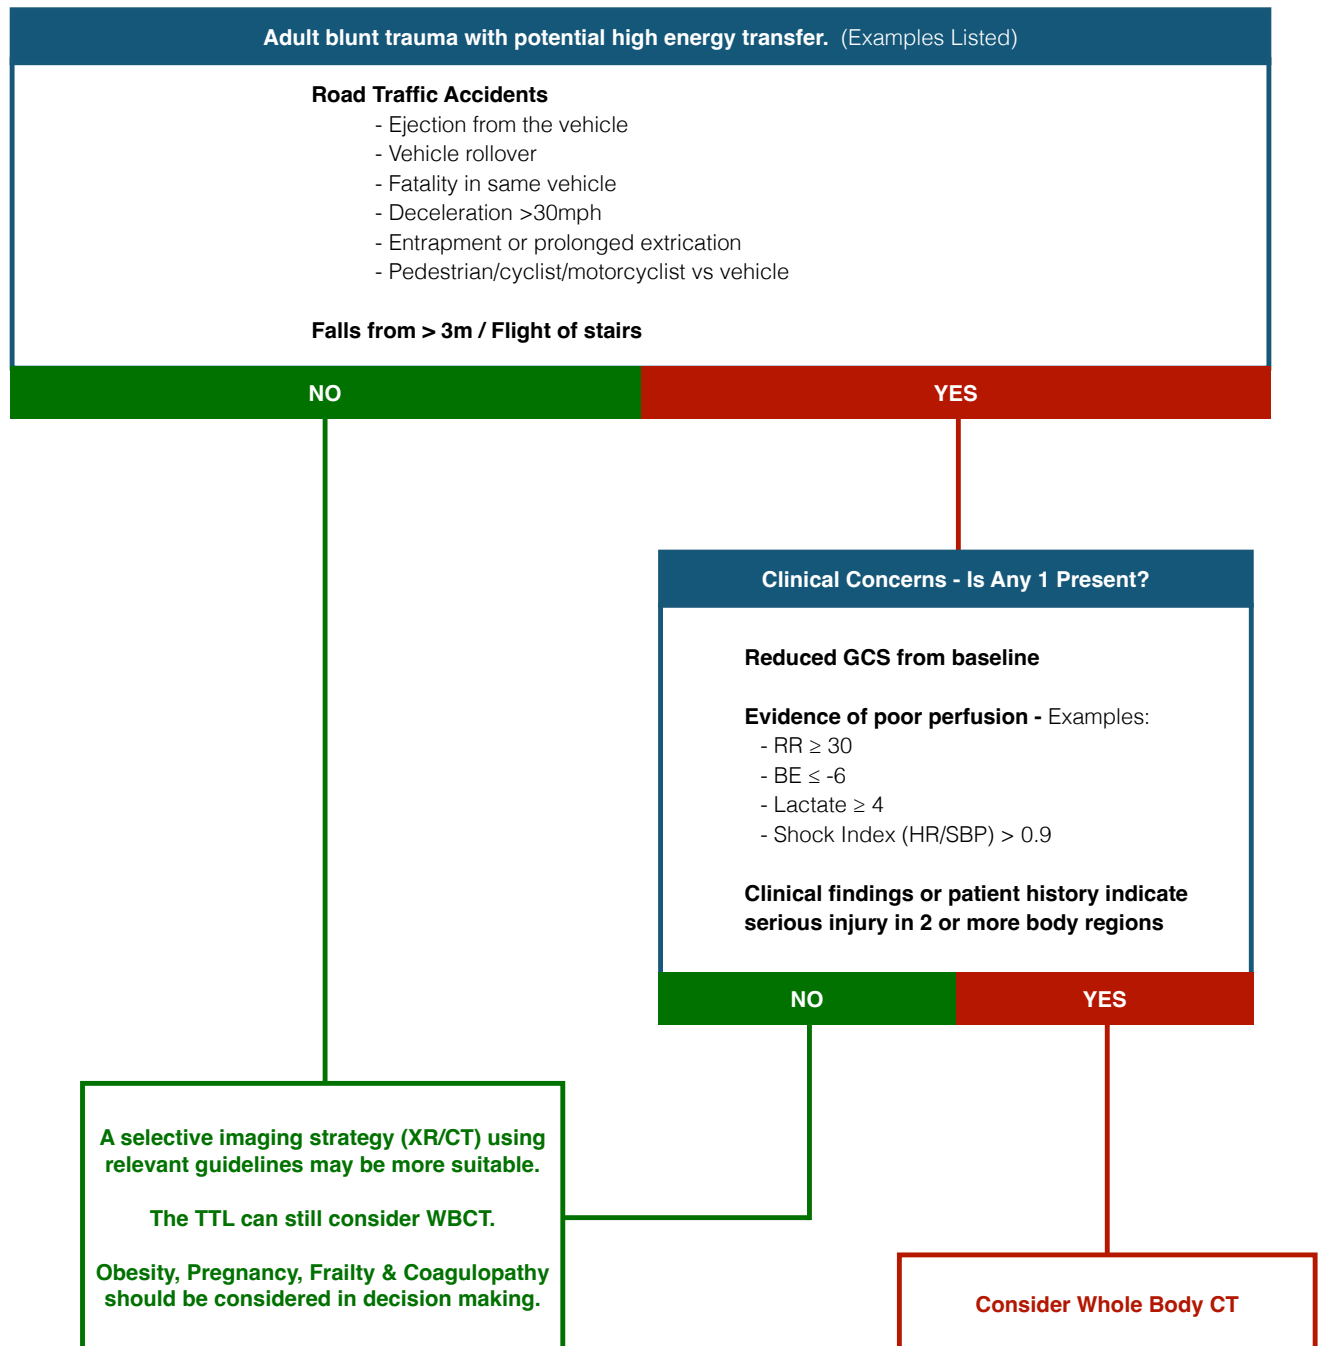 Adult blunt trauma with potential high energy transfer. (Examples Listed)
Road Traffic Accidents
- Ejection from the vehicle
- Vehicle rollover
- Fatality in same vehicle
- Deceleration >30mph
- Entrapment or prolonged extrication
- Pedestrian/cyclist/motorcyclist vs vehicle
Falls from > 3m / Flight of stairs
NO
YES
Clinical Concerns - Is Any 1 Present?
Reduced GCS from baseline
Evidence of poor perfusion - Examples:
- RR ≥ 30
- BE ≤ -6
- Lactate ≥ 4
- Shock Index (HR/SBP) > 0.9
Clinical findings or patient history indicate
serious injury in 2 or more body regions
NO
YES
A selective imaging strategy (XR/CT) using
relevant guidelines may be more suitable.
The TTL can still consider WBCT.
Obesity, Pregnancy, Frailty & Coagulopathy
should be considered in decision making.
Consider Whole Body CT